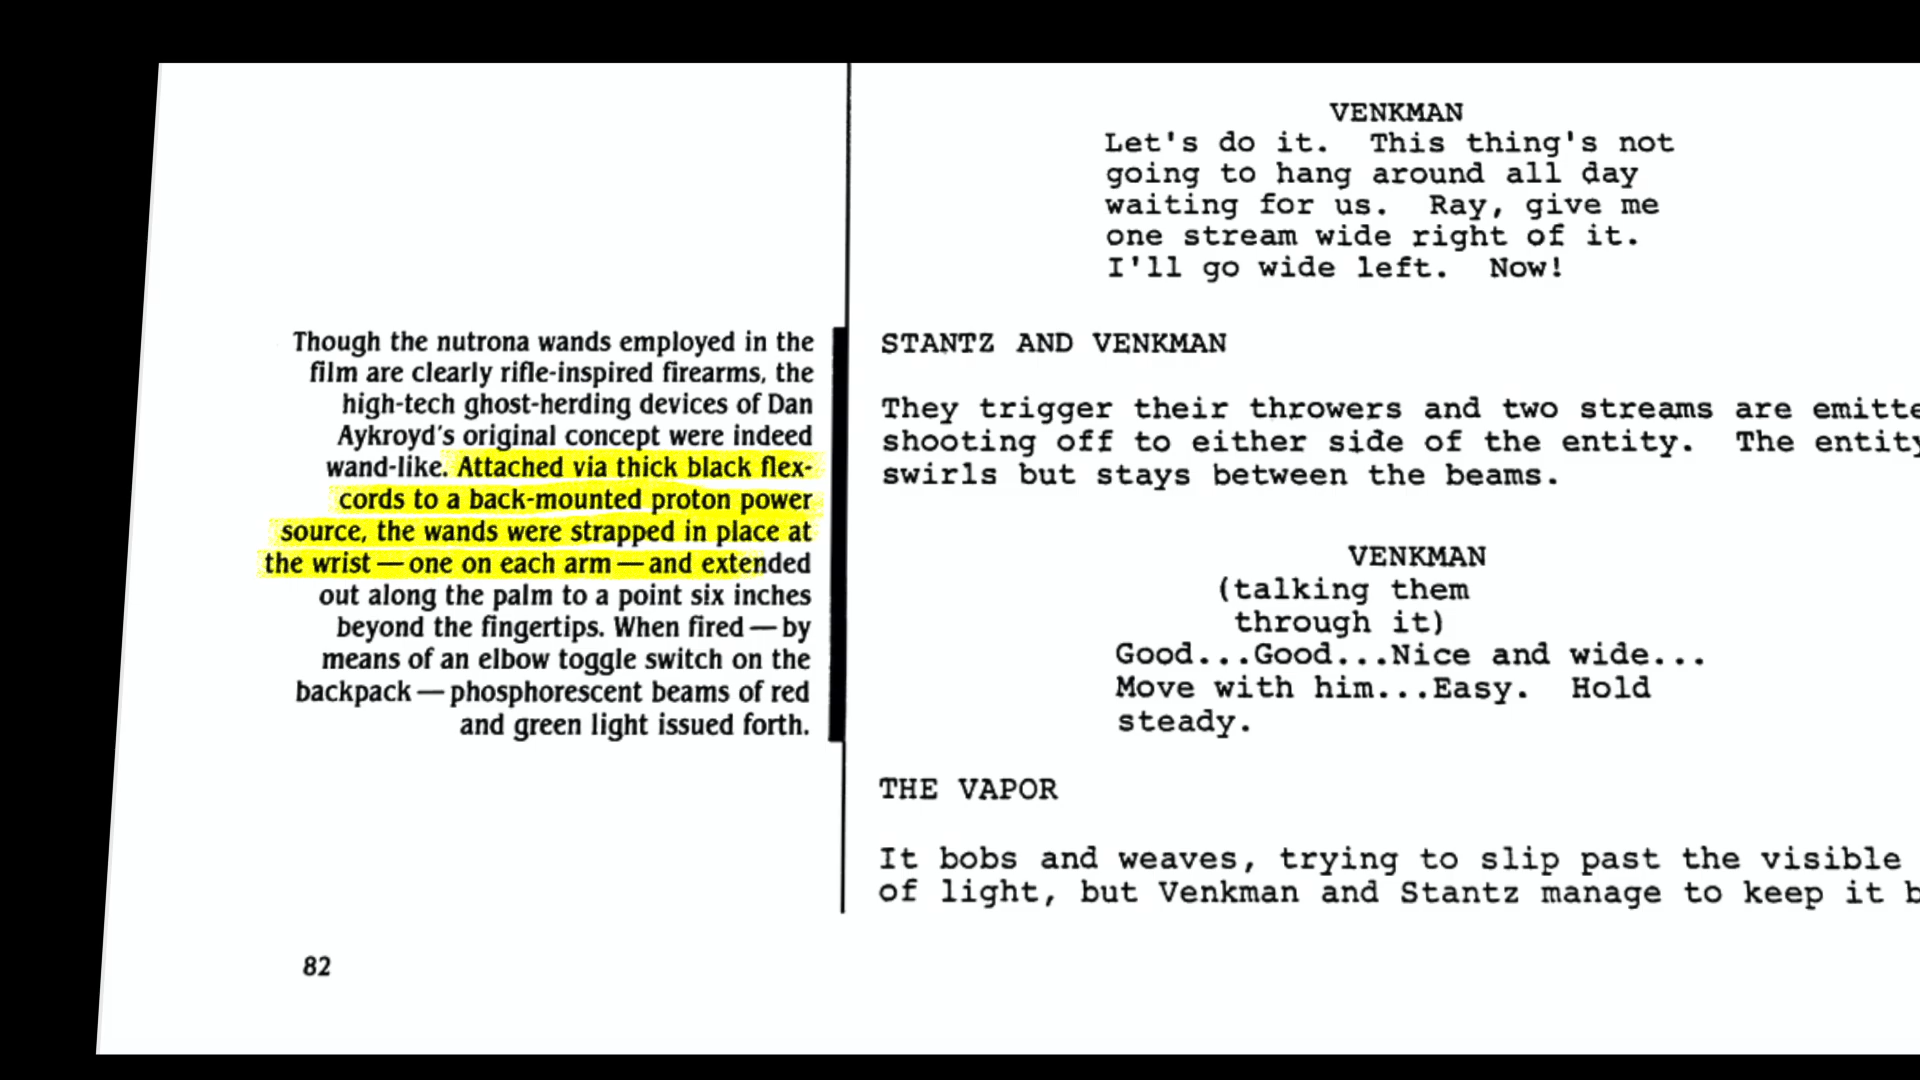 VENKMAN
Let's do it. This thing's not
going to hang around all day
waiting for us. Ray, give me
one stream wide right of it.
I'll go wide left. Now!
Though the nutrona wands employed in the
film are clearly rifle-inspired firearms, the
high-tech ghost-herding devices of Dan
Aykroyd's original concept were indeed
wand-like. Attached via thick black flex-
cords to a back-mounted proton power
source, the wands were strapped in place at
the wrist — one on each arm — and extended
out along the palm to a point six inches
beyond the fingertips. When fired — by
means of an elbow toggle switch on the
backpack — phosphorescent beams of red
and green light issued forth.
STANTZ AND VENKMAN
They trigger their throwers and two streams are emitte
shooting off to either side of the entity. The entity
swirls but stays between the beams.
VENKMAN
(talking them
through it)
Good...Good...Nice and wide...
Move with him...Easy. Hold
steady.
THE VAPOR
It bobs and weaves, trying to slip past the visible
of light, but Venkman and Stantz manage to keep it b
82